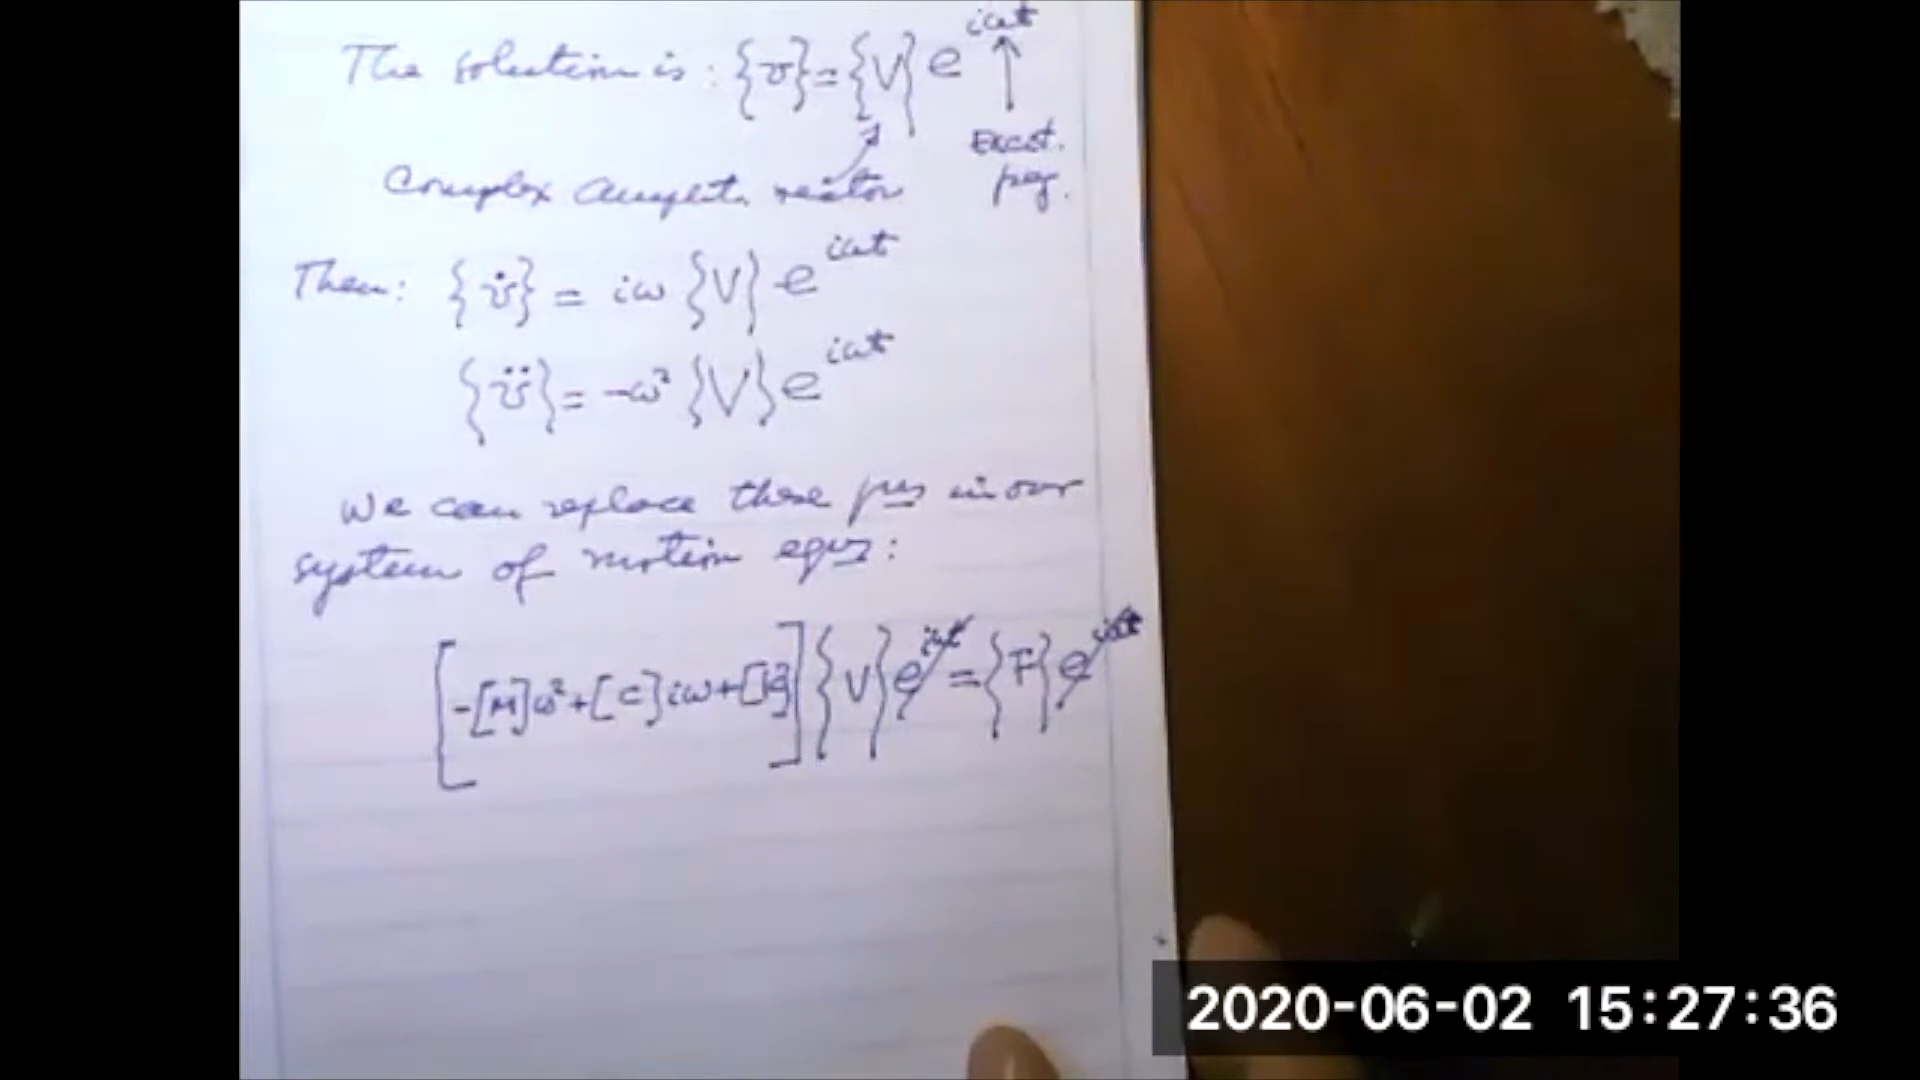 The solution is : {v} = {V} e^{iωt}
Excit. freq.
Complex amplit. vector
Then: {v̇} = iω {V} e^{iωt}
{v̈} = -ω² {V} e^{iωt}
We can replace these in our
system of motion eqns:
[-[M]ω²+[C]iω+[K]] {V} e^{iωt} = {F} e^{iωt}
2020-06-02 15:27:36